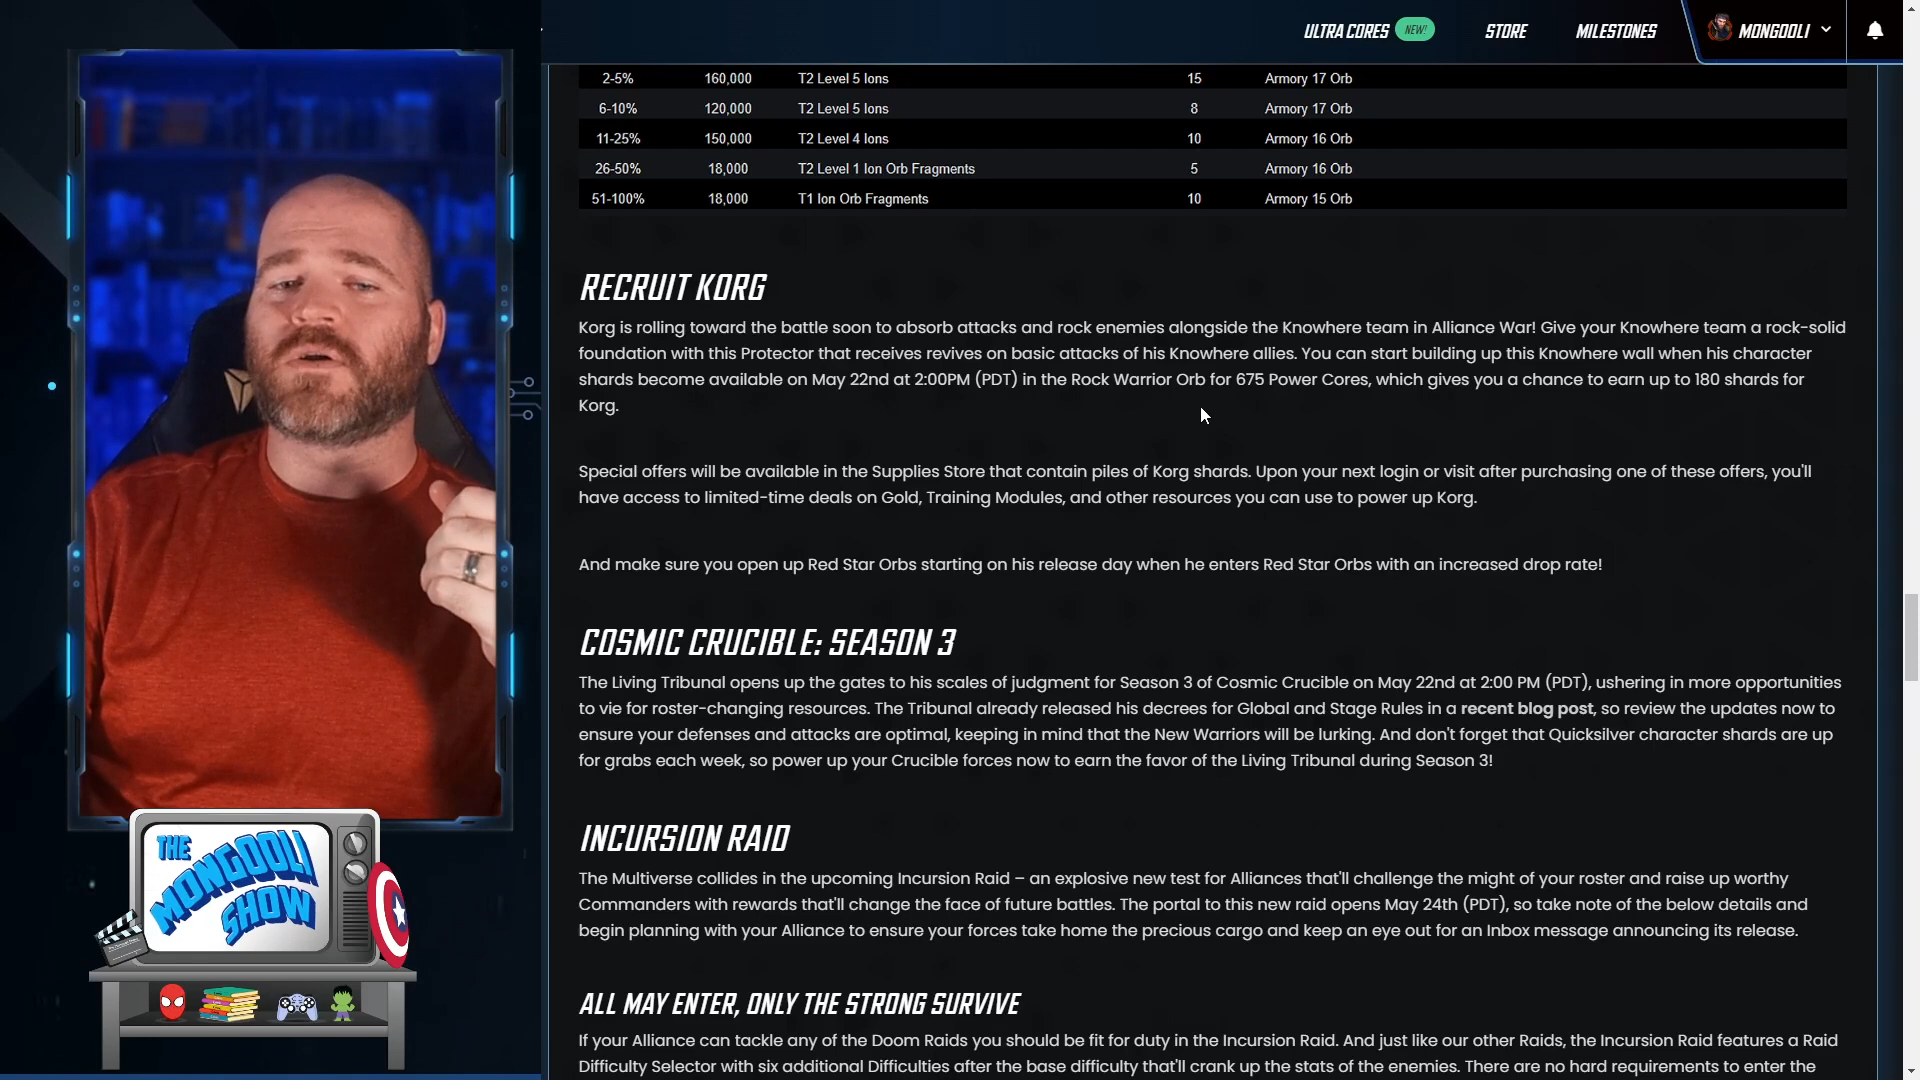 ULTRA CORES NEW! STORE MILESTONES MONGOOLI
2-5% 160,000 T2 Level 5 Ions 15 Armory 17 Orb
6-10% 120,000 T2 Level 5 Ions 8 Armory 17 Orb
11-25% 150,000 T2 Level 4 Ions 10 Armory 16 Orb
26-50% 18,000 T2 Level 1 Ion Orb Fragments 5 Armory 16 Orb
51-100% 18,000 T1 Ion Orb Fragments 10 Armory 15 Orb
RECRUIT KORG
Korg is rolling toward the battle soon to absorb attacks and rock enemies alongside the Knowhere team in Alliance War! Give your Knowhere team a rock-solid
foundation with this Protector that receives revives on basic attacks of his Knowhere allies. You can start building up this Knowhere wall when his character
shards become available on May 22nd at 2:00PM (PDT) in the Rock Warrior Orb for 675 Power Cores, which gives you a chance to earn up to 180 shards for
Korg.
Special offers will be available in the Supplies Store that contain piles of Korg shards. Upon your next login or visit after purchasing one of these offers, you'll
have access to limited-time deals on Gold, Training Modules, and other resources you can use to power up Korg.
And make sure you open up Red Star Orbs starting on his release day when he enters Red Star Orbs with an increased drop rate!
COSMIC CRUCIBLE: SEASON 3
The Living Tribunal opens up the gates to his scales of judgment for Season 3 of Cosmic Crucible on May 22nd at 2:00 PM (PDT), ushering in more opportunities
to vie for roster-changing resources. The Tribunal already released his decrees for Global and Stage Rules in a recent blog post, so review the updates now to
ensure your defenses and attacks are optimal, keeping in mind that the New Warriors will be lurking. And don't forget that Quicksilver character shards are up
for grabs each week, so power up your Crucible forces now to earn the favor of the Living Tribunal during Season 3!
INCURSION RAID
The Multiverse collides in the upcoming Incursion Raid – an explosive new test for Alliances that'll challenge the might of your roster and raise up worthy
Commanders with rewards that'll change the face of future battles. The portal to this new raid opens May 24th (PDT), so take note of the below details and
begin planning with your Alliance to ensure your forces take home the precious cargo and keep an eye out for an Inbox message announcing its release.
ALL MAY ENTER, ONLY THE STRONG SURVIVE
If your Alliance can tackle any of the Doom Raids you should be fit for duty in the Incursion Raid. And just like our other Raids, the Incursion Raid features a Raid
Difficulty Selector with six additional Difficulties after the base difficulty that'll crank up the stats of the enemies. There are no hard requirements to enter the
THE
MONGOOLI
SHOW